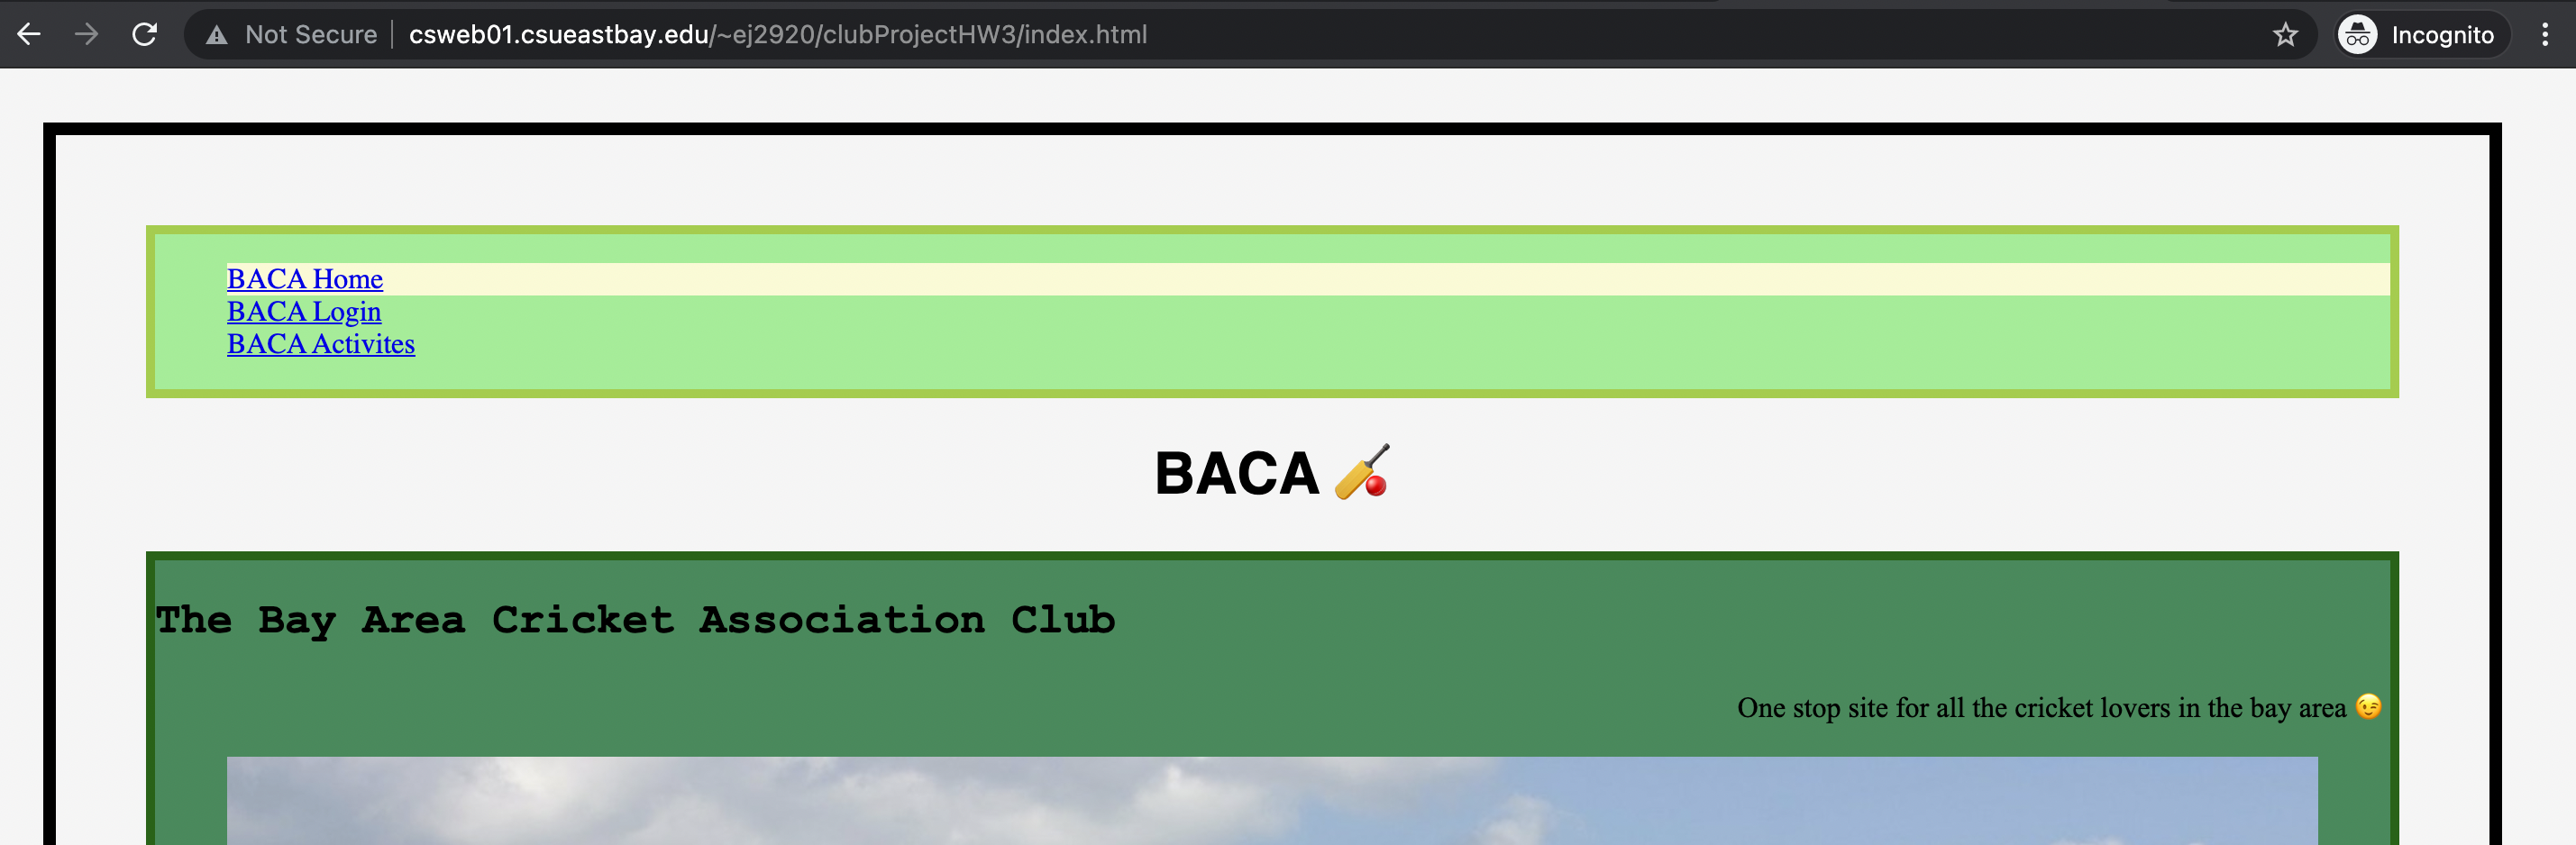 Not Secure csweb01.csueastbay.edu/~ej2920/clubProjectHW3/index.html Incognito
BACA Home
BACA Login
BACA Activites
BACA 🏏
The Bay Area Cricket Association Club
One stop site for all the cricket lovers in the bay area 😉